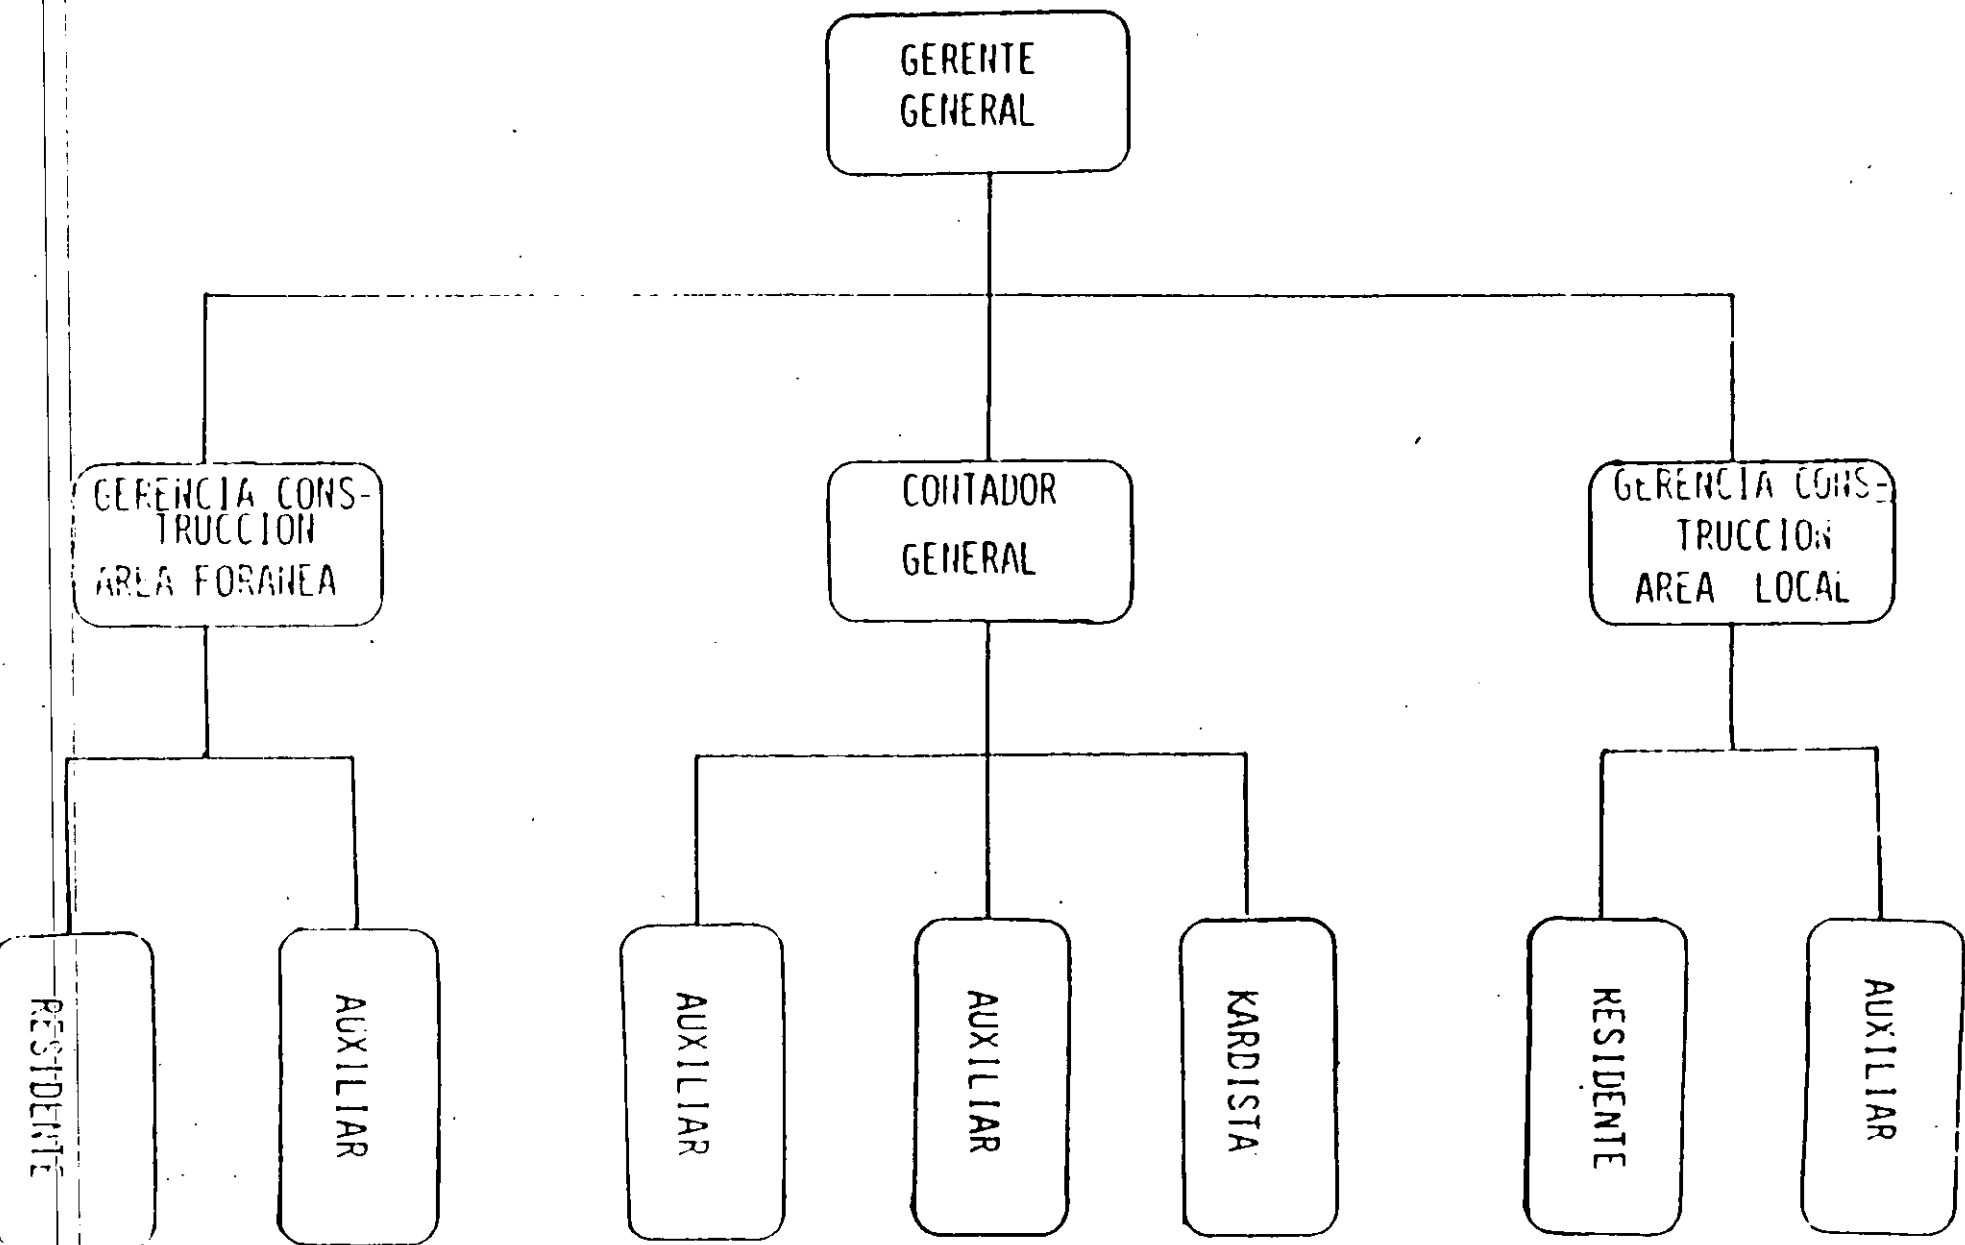 GERENTE
GENERAL
GERENCIA CONS-
TRUCCION
AREA FORANEA
CONTADOR
GENERAL
GERENCIA CONS-
TRUCCION
AREA LOCAL
RESIDENTE
AUXILIAR
AUXILIAR
AUXILIAR
KARDISTA
RESIDENTE
AUXILIAR